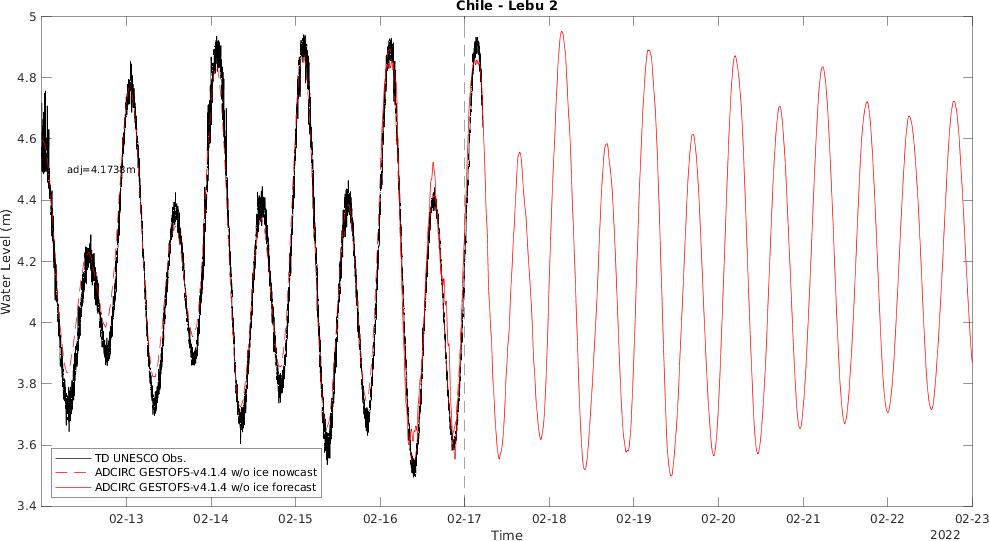 Chile - Lebu 2
5
4.8
4.6
4.4
4.2
4
3.8
3.6
3.4
Water Level (m)
adj=4.1738m
TD UNESCO Obs.
ADCIRC GESTOFS-v4.1.4 w/o ice nowcast
ADCIRC GESTOFS-v4.1.4 w/o ice forecast
02-13 02-14 02-15 02-16 02-17 02-18 02-19 02-20 02-21 02-22 02-23
Time
2022